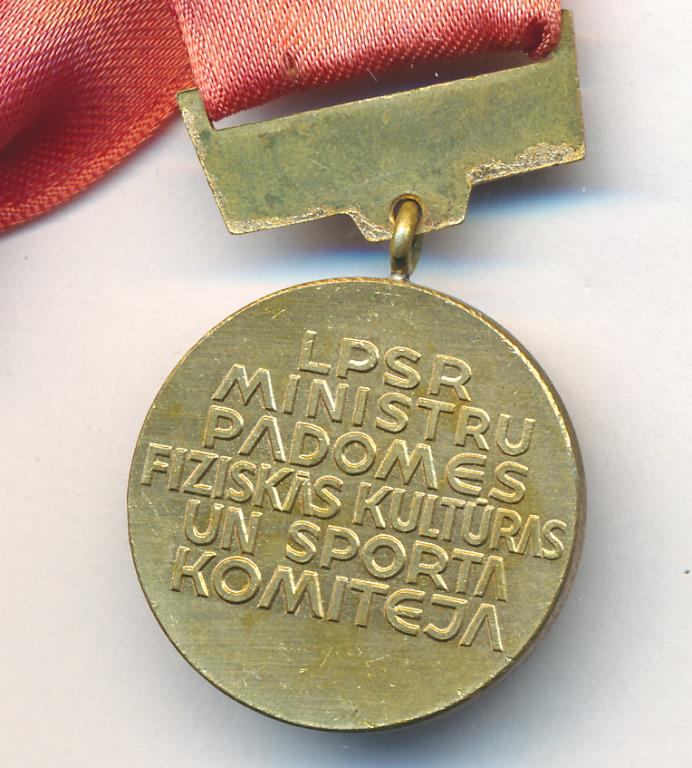 LPSR
MINISTRU
PADOMES
FIZISKĀS KULTŪRAS
UN SPORTA
KOMITEJA